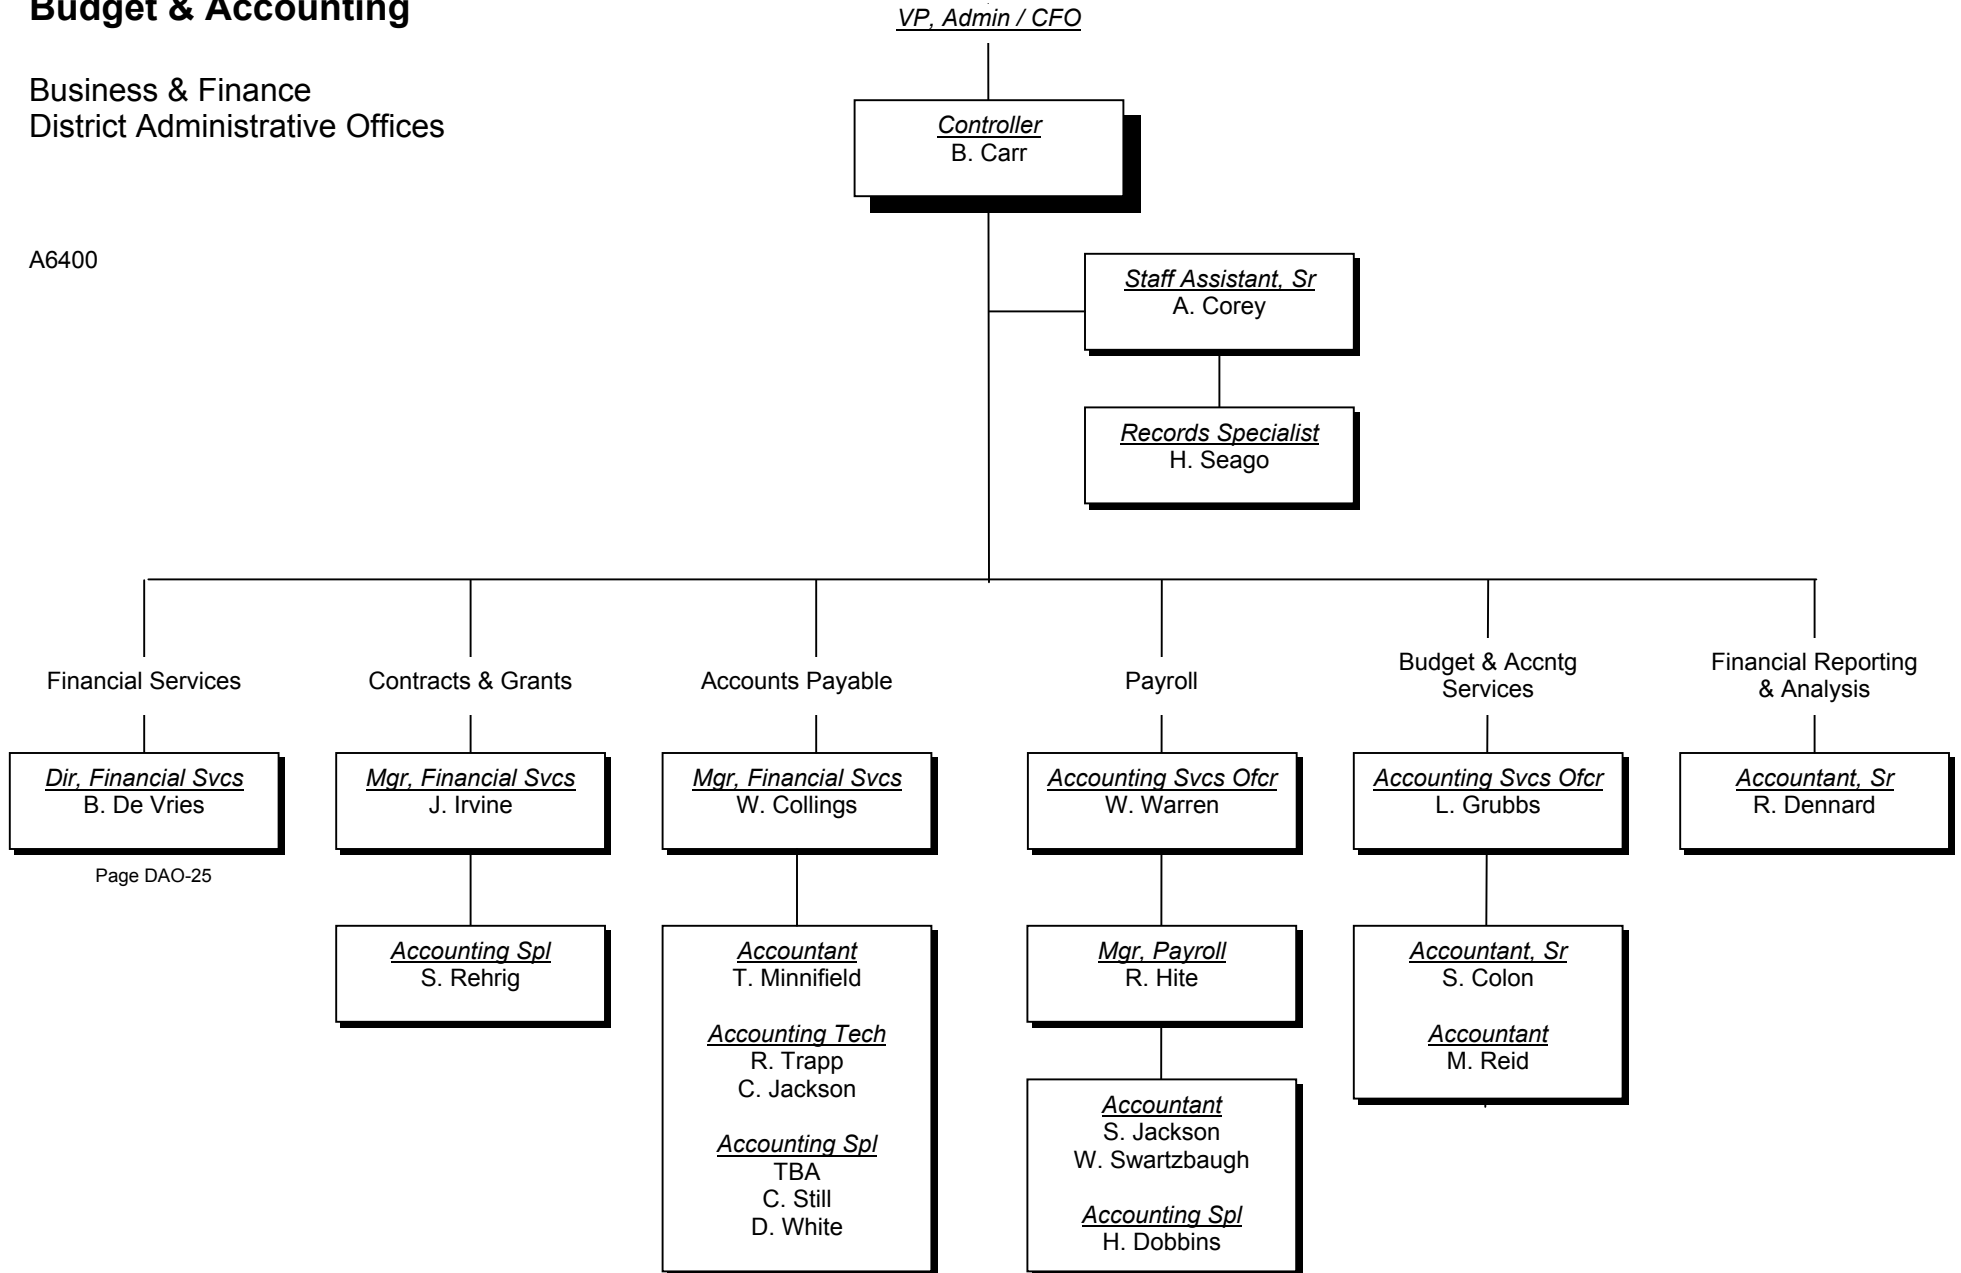 Budget & Accounting
VP, Admin / CFO
Business & Finance
District Administrative Offices
Controller
B. Carr
A6400
Staff Assistant, Sr
A. Corey
Records Specialist
H. Seago
Financial Services
Contracts & Grants
Accounts Payable
Payroll
Budget & Accntg
Services
Financial Reporting
& Analysis
Dir, Financial Svcs
B. De Vries
Page DAO-25
Mgr, Financial Svcs
J. Irvine
Accounting Spl
S. Rehrig
Mgr, Financial Svcs
W. Collings
Accountant
T. Minnifield
Accounting Tech
R. Trapp
C. Jackson
Accounting Spl
TBA
C. Still
D. White
Accounting Svcs Ofcr
W. Warren
Mgr, Payroll
R. Hite
Accountant
S. Jackson
W. Swartzbaugh
Accounting Spl
H. Dobbins
Accounting Svcs Ofcr
L. Grubbs
Accountant, Sr
S. Colon
Accountant
M. Reid
Accountant, Sr
R. Dennard